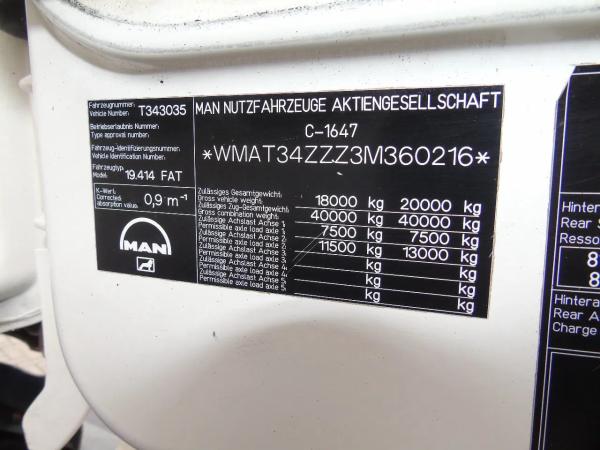 Fahrzeugnummer:
Vehicle Number: T343035
Betriebserlaubnis Nummer:
Type approval number:
Fahrzeug-Identifizierungsnummer:
Vehicle Identification Number:
Fahrzeugtyp:
Model: 19.414 FAT
K-Wert:
Corrected
absorption value: 0,9 m⁻¹
MAN
MAN NUTZFAHRZEUGE AKTIENGESELLSCHAFT
C-1647
*WMAT34ZZZ3M360216*
Zulässiges Gesamtgewicht:
Gross vehicle weight: 18000 kg 20000 kg
Zulässiges Zug-Gesamtgewicht:
Gross combination weight: 40000 kg 40000 kg
Zulässige Achslast Achse 1:
Permissible axle load axle 1: 7500 kg 7500 kg
Zulässige Achslast Achse 2:
Permissible axle load axle 2: 11500 kg 13000 kg
Zulässige Achslast Achse 3:
Permissible axle load axle 3: kg kg
Zulässige Achslast Achse 4:
Permissible axle load axle 4: kg kg
Zulässige Achslast Achse 5:
Permissible axle load axle 5: kg kg
Hinter
Rear S
Resso
8
8
Hintera
Rear A
Charge